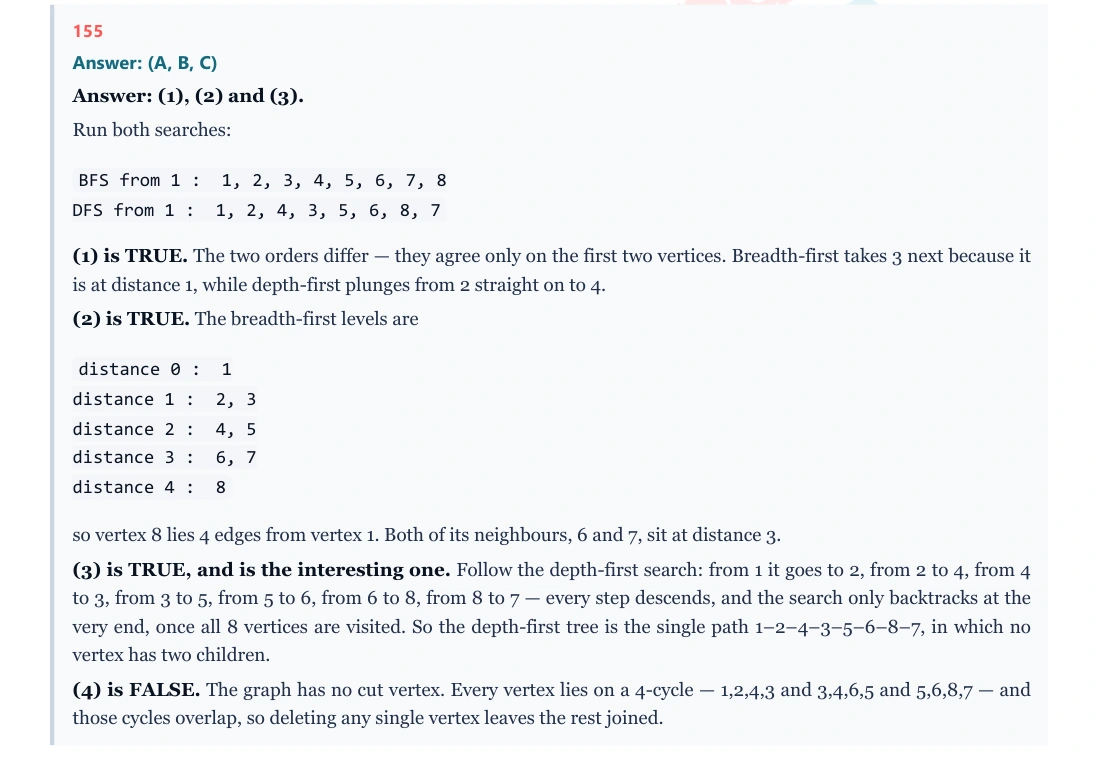 155
Answer: (A, B, C)
Answer: (1), (2) and (3).
Run both searches:
BFS from 1 :  1, 2, 3, 4, 5, 6, 7, 8
DFS from 1 :  1, 2, 4, 3, 5, 6, 8, 7
(1) is TRUE. The two orders differ — they agree only on the first two vertices. Breadth-first takes 3 next because it
is at distance 1, while depth-first plunges from 2 straight on to 4.
(2) is TRUE. The breadth-first levels are
distance 0 :  1
distance 1 :  2, 3
distance 2 :  4, 5
distance 3 :  6, 7
distance 4 :  8
so vertex 8 lies 4 edges from vertex 1. Both of its neighbours, 6 and 7, sit at distance 3.
(3) is TRUE, and is the interesting one. Follow the depth-first search: from 1 it goes to 2, from 2 to 4, from 4
to 3, from 3 to 5, from 5 to 6, from 6 to 8, from 8 to 7 — every step descends, and the search only backtracks at the
very end, once all 8 vertices are visited. So the depth-first tree is the single path 1–2–4–3–5–6–8–7, in which no
vertex has two children.
(4) is FALSE. The graph has no cut vertex. Every vertex lies on a 4-cycle — 1,2,4,3 and 3,4,6,5 and 5,6,8,7 — and
those cycles overlap, so deleting any single vertex leaves the rest joined.